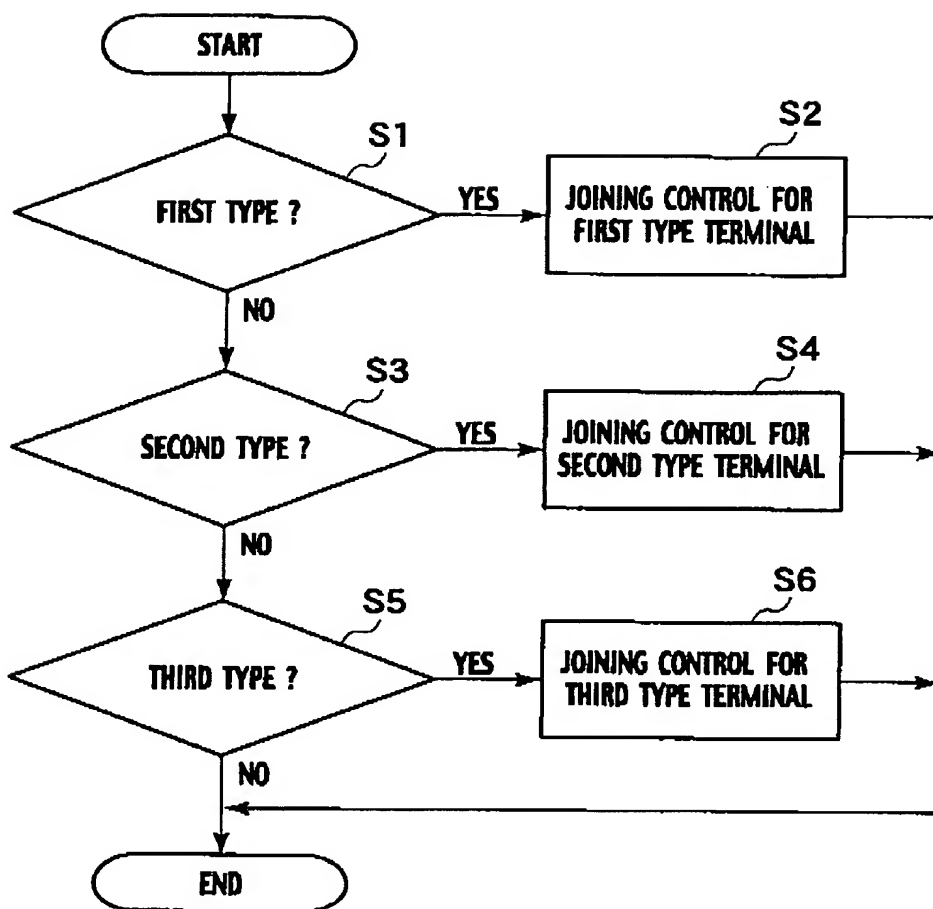 START
S1
FIRST TYPE ?
YES
S2
JOINING CONTROL FOR
FIRST TYPE TERMINAL
NO
S3
SECOND TYPE ?
YES
S4
JOINING CONTROL FOR
SECOND TYPE TERMINAL
NO
S5
THIRD TYPE ?
YES
S6
JOINING CONTROL FOR
THIRD TYPE TERMINAL
NO
END